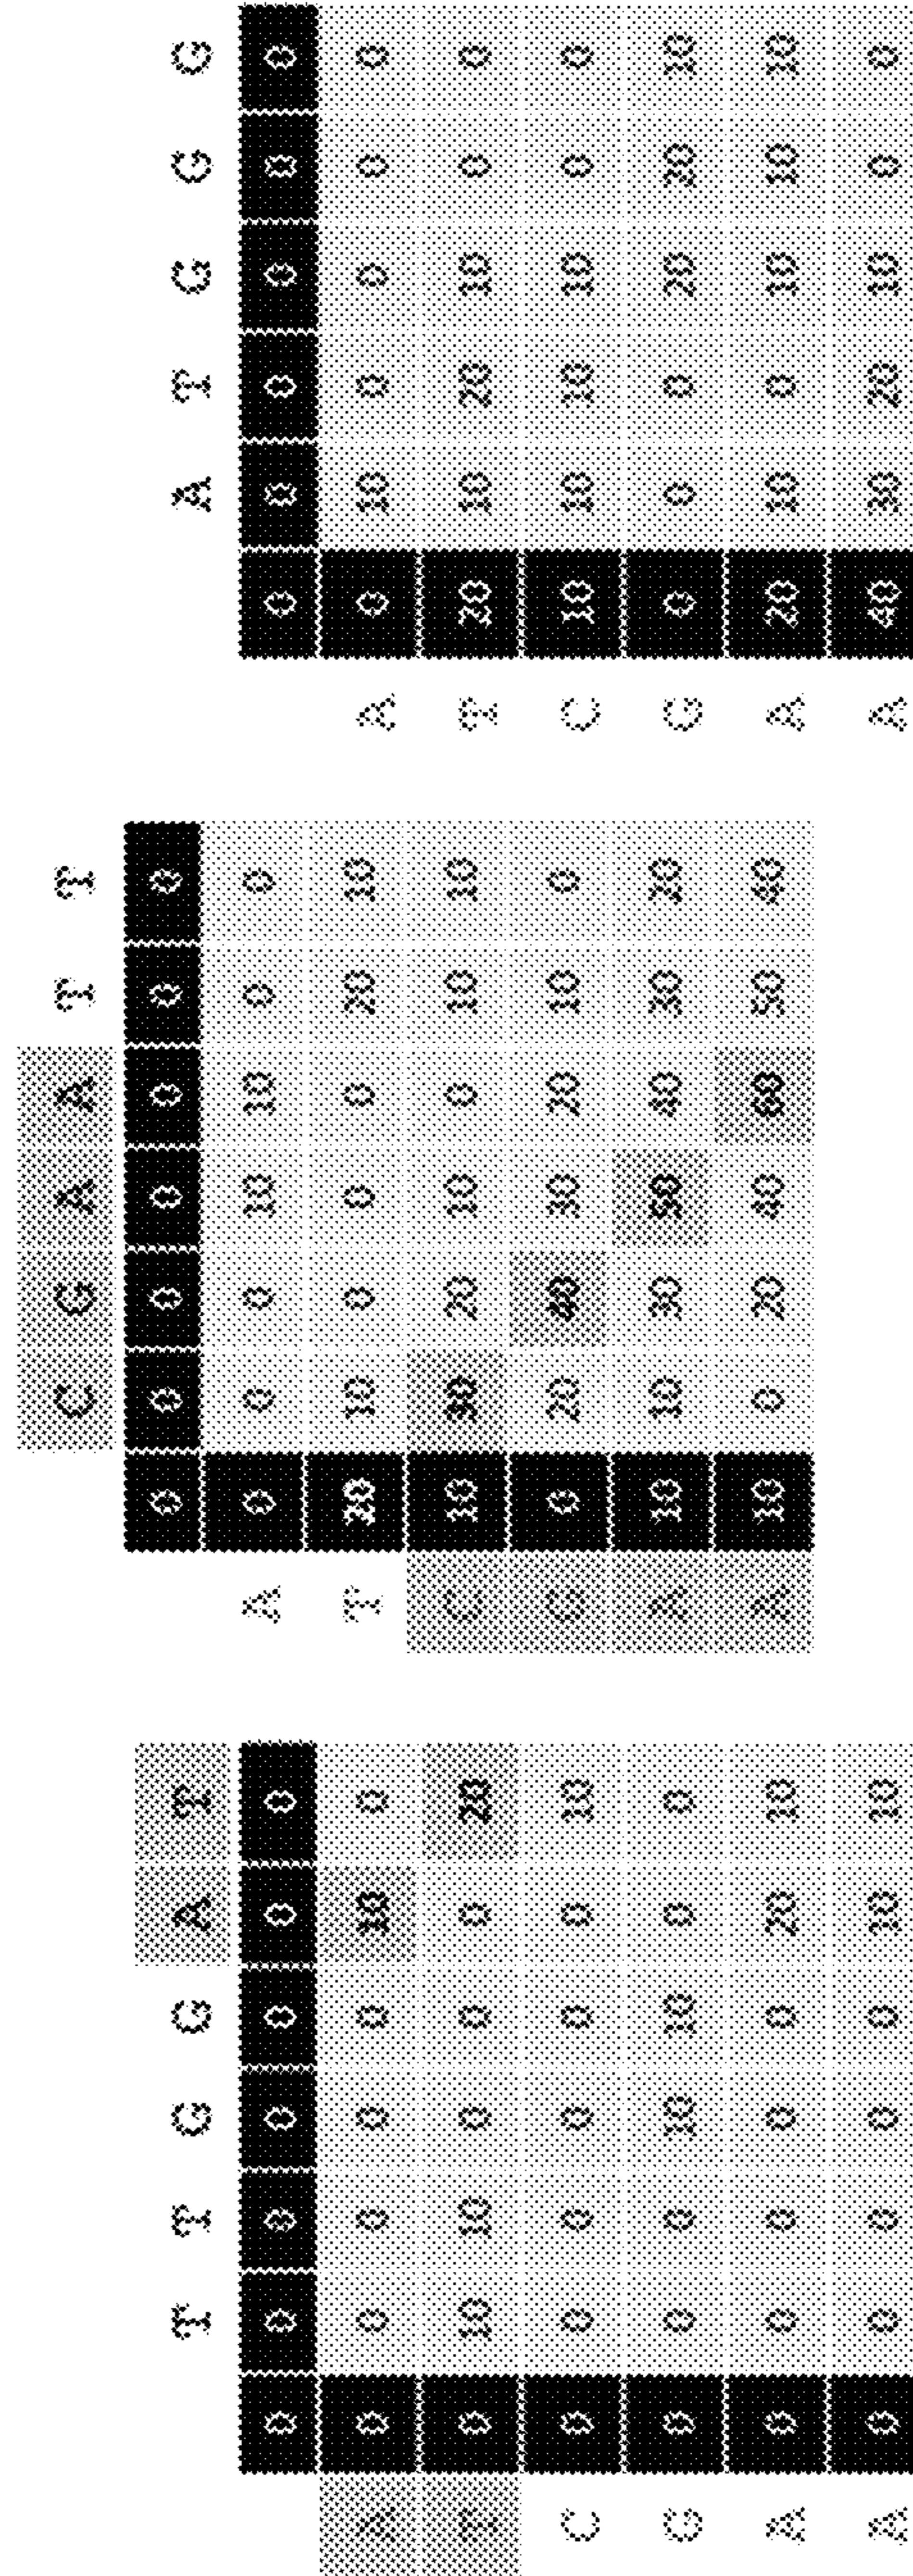 T T G G A T
0 0 0 0 0 0 0
A 0 0 0 0 0 10 0
T 0 10 10 0 0 0 20
C 0 0 0 0 0 0 10
G 0 0 0 10 10 0 0
A 0 0 0 0 0 20 10
A 0 0 0 0 0 10 10
C G A A T T
0 0 0 0 0 0 0
A 0 0 0 10 10 0 0
T 20 10 0 0 0 20 10
C 10 30 20 10 0 10 10
G 0 20 40 30 20 10 0
A 10 10 30 50 40 30 20
A 10 0 20 40 60 50 40
A T G G G
0 0 0 0 0 0
A 0 10 0 0 0 0
T 20 10 20 10 0 0
C 10 10 10 10 0 0
G 0 0 0 20 20 10
A 20 10 0 10 10 10
A 40 30 20 10 0 0